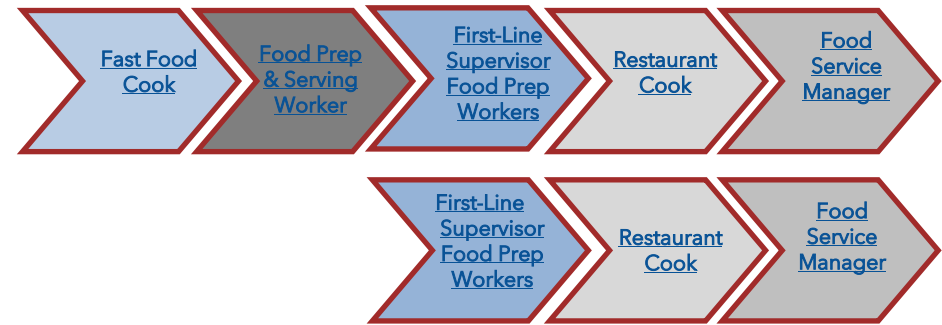 Fast Food
Cook
Food Prep
& Serving
Worker
First-Line
Supervisor
Food Prep
Workers
Restaurant
Cook
Food
Service
Manager
First-Line
Supervisor
Food Prep
Workers
Restaurant
Cook
Food
Service
Manager